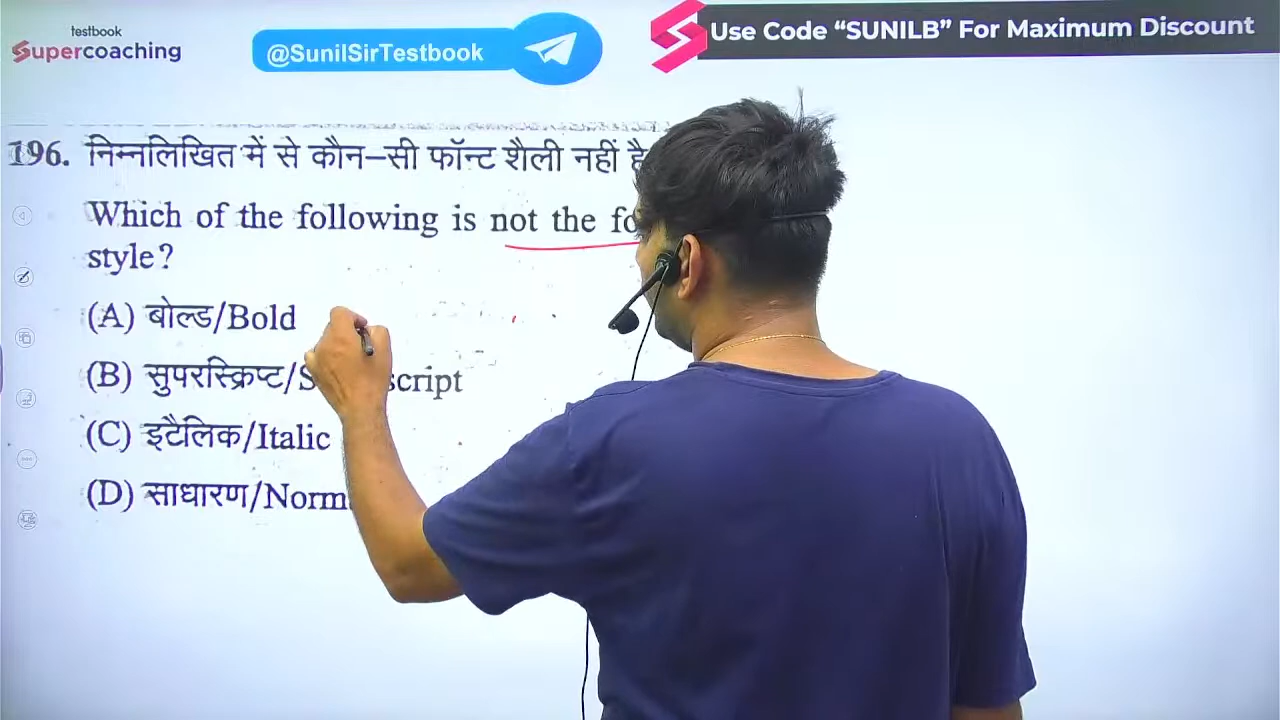 testbook
Supercoaching
@SunilSirTestbook
Use Code “SUNILB” For Maximum Discount
196. निम्नलिखित में से कौन–सी फॉन्ट शैली नहीं
Which of the following is not the
style?
(A) बोल्ड/Bold
(B) सुपरस्क्रिप्ट/
(C) इटैलिक/Italic
(D) साधारण/